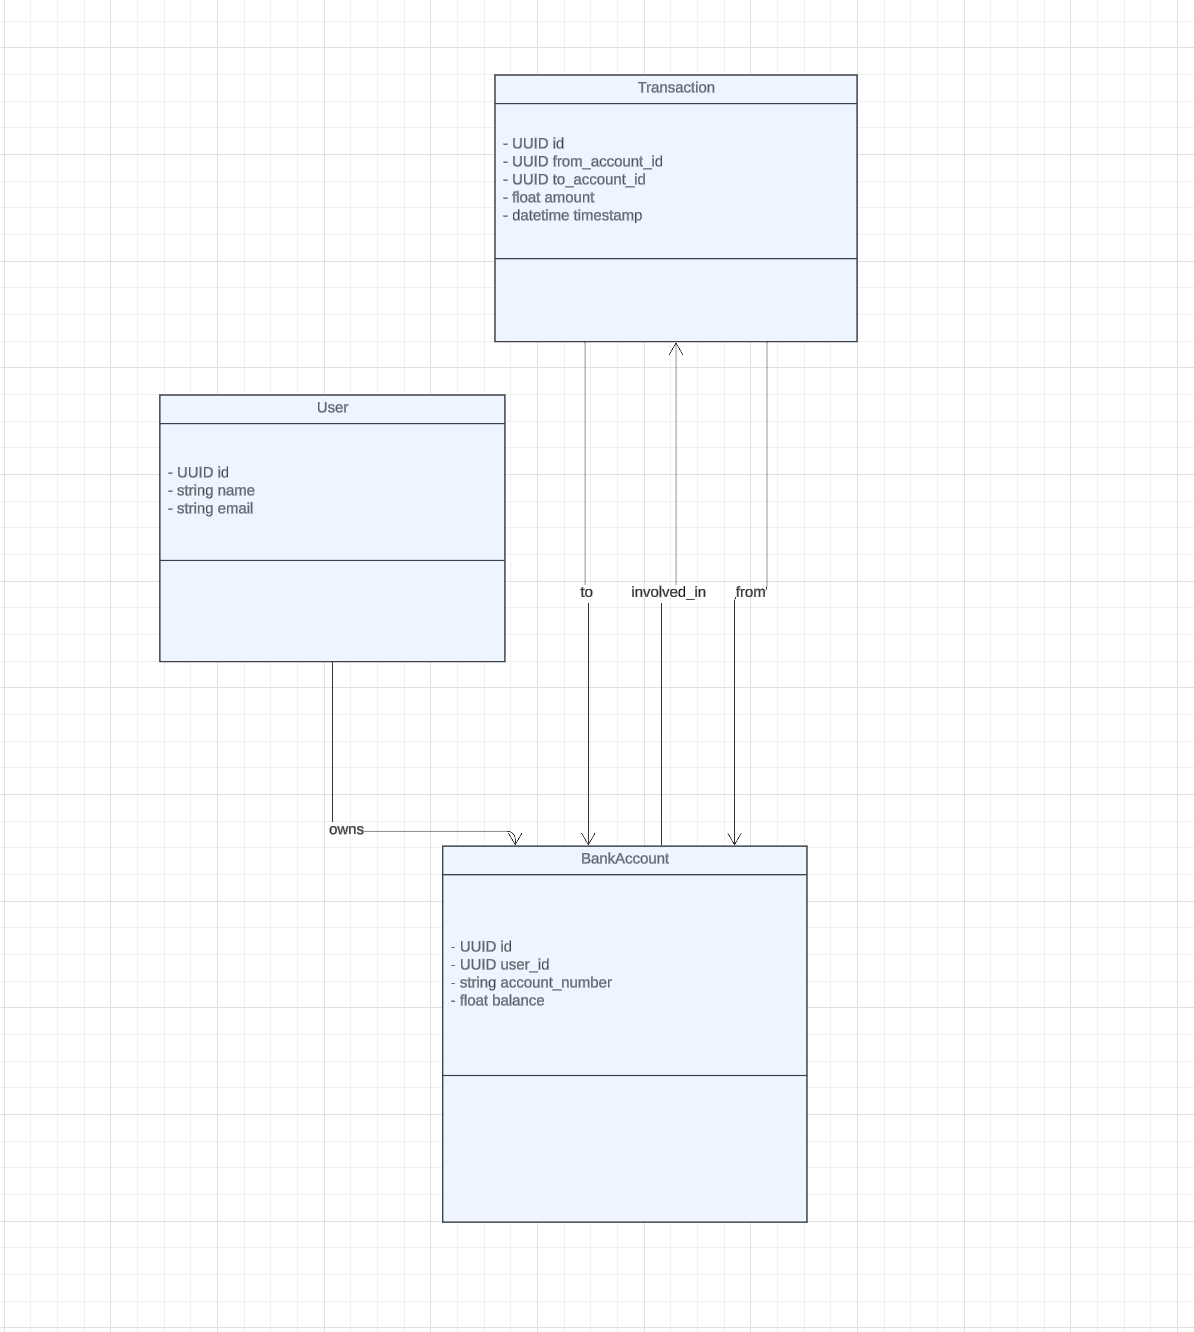 Transaction
- UUID id
- UUID from_account_id
- UUID to_account_id
- float amount
- datetime timestamp
User
- UUID id
- string name
- string email
to
involved_in
from
owns
BankAccount
- UUID id
- UUID user_id
- string account_number
- float balance